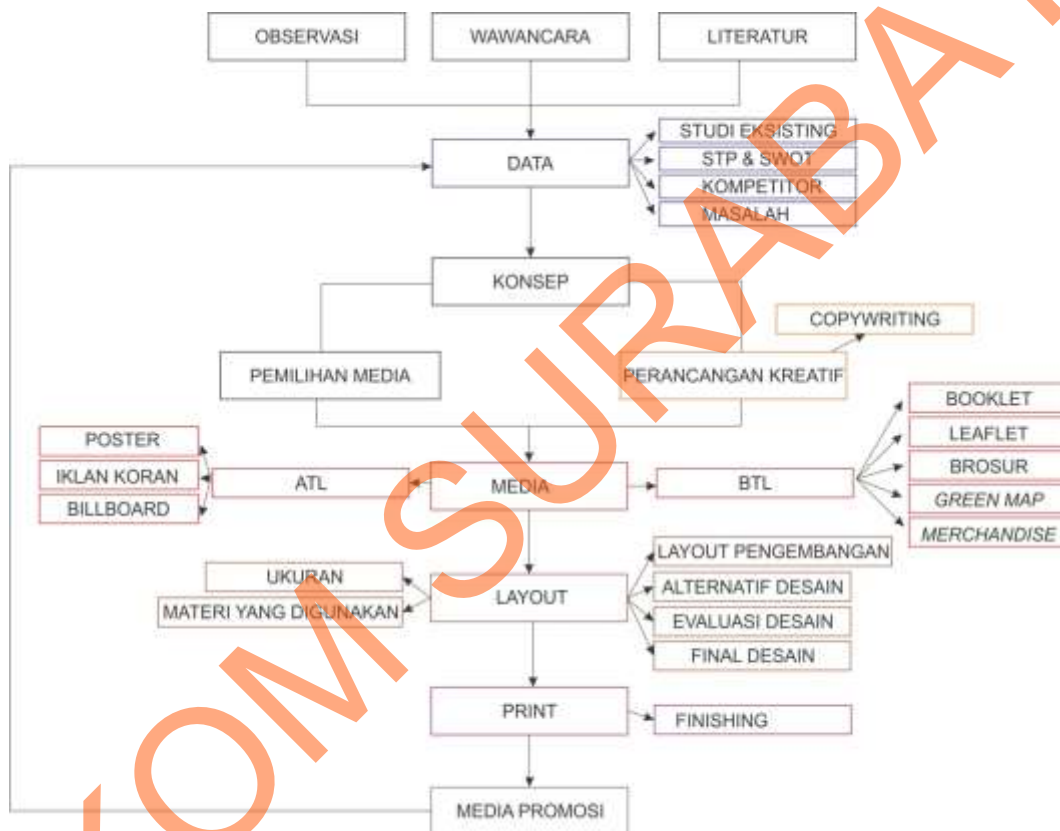 OBSERVASI
WAWANCARA
LITERATUR
DATA
STUDI EKSISTING
STP & SWOT
KOMPETITOR
MASALAH
KONSEP
COPYWRITING
PEMILIHAN MEDIA
PERANCANGAN KREATIF
POSTER
IKLAN KORAN
BILLBOARD
ATL
MEDIA
BTL
BOOKLET
LEAFLET
BROSUR
GREEN MAP
MERCHANDISE
UKURAN
MATERI YANG DIGUNAKAN
LAYOUT
LAYOUT PENGEMBANGAN
ALTERNATIF DESAIN
EVALUASI DESAIN
FINAL DESAIN
PRINT
FINISHING
MEDIA PROMOSI
KOM SURABA